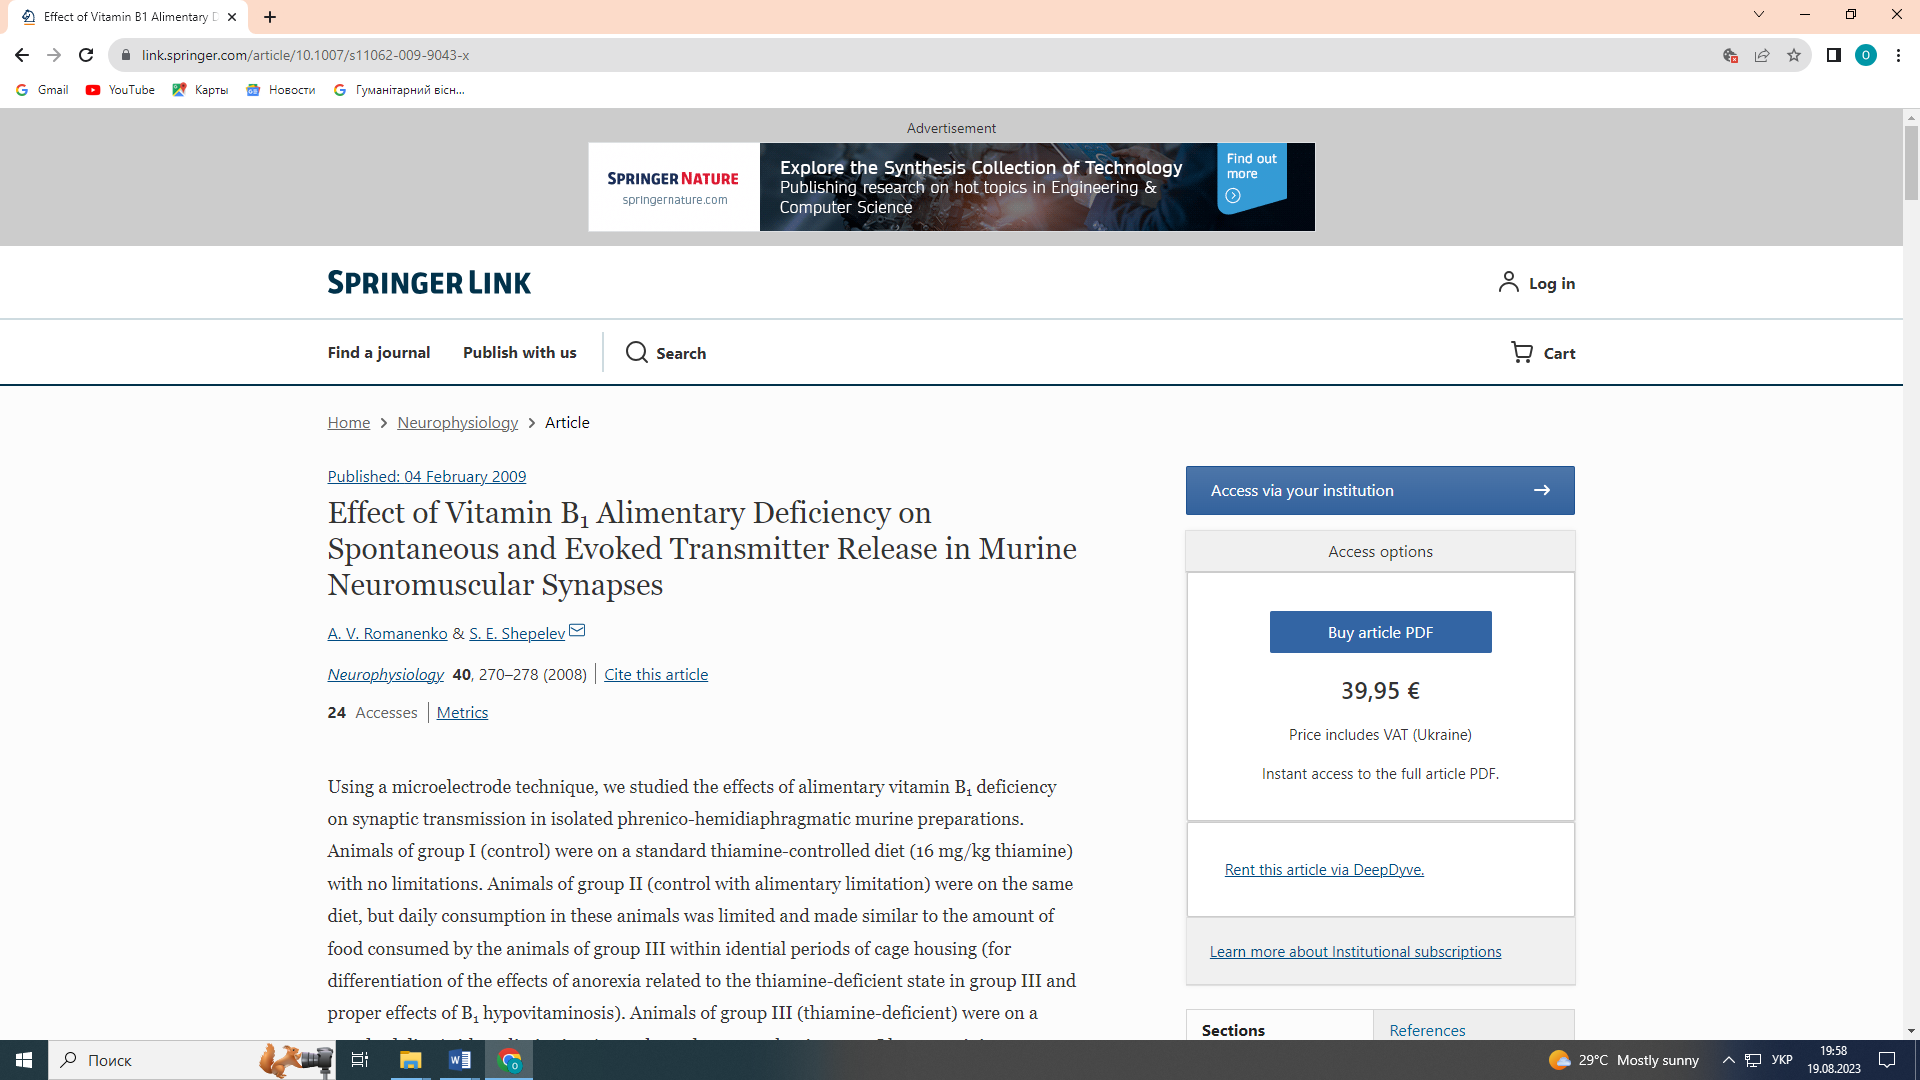 Effect of Vitamin B1 Alimentary D
link.springer.com/article/10.1007/s11062-009-9043-x
O
Gmail
YouTube
Карты
Новости
Гуманітарний вісн...
Advertisement
SPRINGER NATURE
springernature.com
Explore the Synthesis Collection of Technology
Publishing research on hot topics in Engineering &
Computer Science
Find out
more
SPRINGER LINK
Log in
Find a journal
Publish with us
Search
Cart
Home > Neurophysiology > Article
Published: 04 February 2009
Effect of Vitamin B₁ Alimentary Deficiency on
Spontaneous and Evoked Transmitter Release in Murine
Neuromuscular Synapses
A. V. Romanenko & S. E. Shepelev
Neurophysiology 40, 270–278 (2008) | Cite this article
24 Accesses | Metrics
Using a microelectrode technique, we studied the effects of alimentary vitamin B₁ deficiency
on synaptic transmission in isolated phrenico-hemidiaphragmatic murine preparations.
Animals of group I (control) were on a standard thiamine-controlled diet (16 mg/kg thiamine)
with no limitations. Animals of group II (control with alimentary limitation) were on the same
diet, but daily consumption in these animals was limited and made similar to the amount of
food consumed by the animals of group III within idential periods of cage housing (for
differentiation of the effects of anorexia related to the thiamine-deficient state in group III and
proper effects of B₁ hypovitaminosis). Animals of group III (thiamine-deficient) were on a
Access via your institution
Access options
Buy article PDF
39,95 €
Price includes VAT (Ukraine)
Instant access to the full article PDF.
Rent this article via DeepDyve.
Learn more about Institutional subscriptions
Sections
References
Поиск
O
29°C Mostly sunny
УКР
19:58
19.08.2023